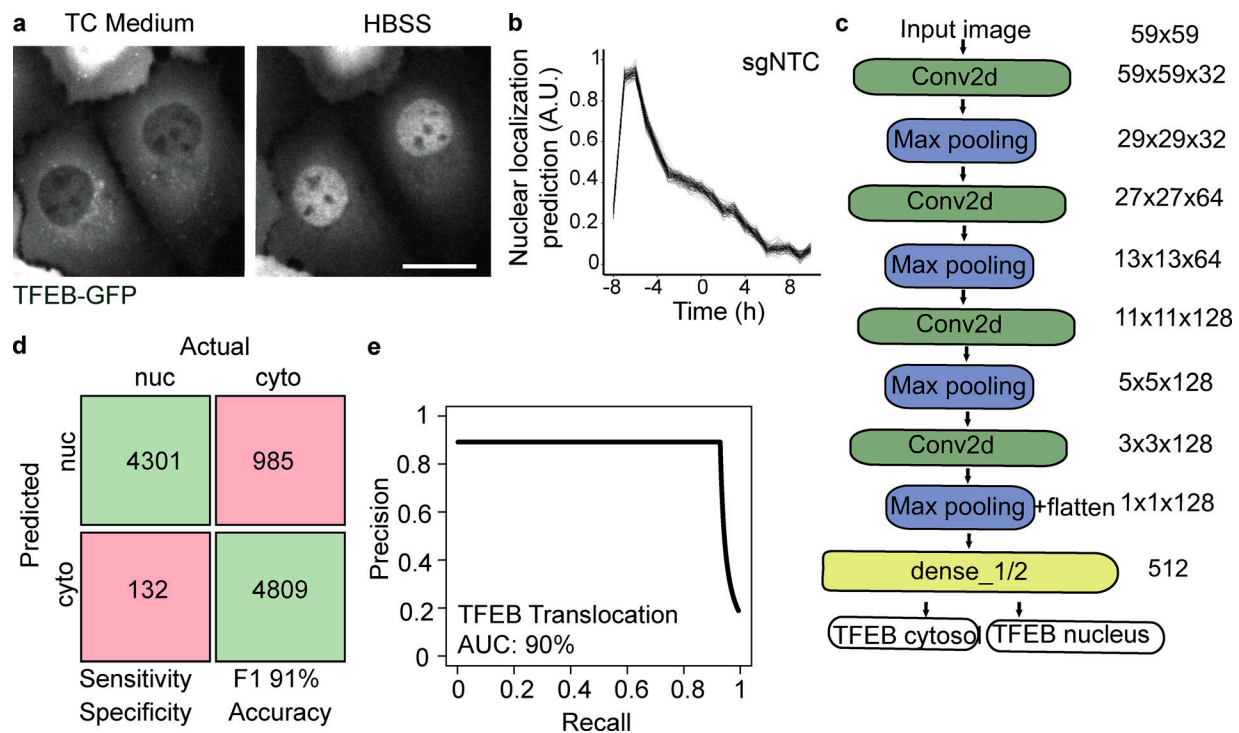 a
TC Medium
HBSS
TFEB-GFP
b
sgNTC
Nuclear localization
prediction (A.U.)
1
0.8
0.6
0.4
0.2
0
-8
-4
0
4
8
Time (h)
c
Input image
59x59
Conv2d
59x59x32
Max pooling
29x29x32
Conv2d
27x27x64
Max pooling
13x13x64
Conv2d
11x11x128
Max pooling
5x5x128
Conv2d
3x3x128
Max pooling
+flatten
1x1x128
dense_1/2
512
TFEB cytosol
TFEB nucleus
d
Actual
nuc
cyto
Predicted
nuc
4301
985
cyto
132
4809
Sensitivity
F1 91%
Specificity
Accuracy
e
Precision
1
0.8
0.6
0.4
0.2
0
TFEB Translocation
AUC: 90%
0
0.2
0.4
0.6
0.8
1
Recall